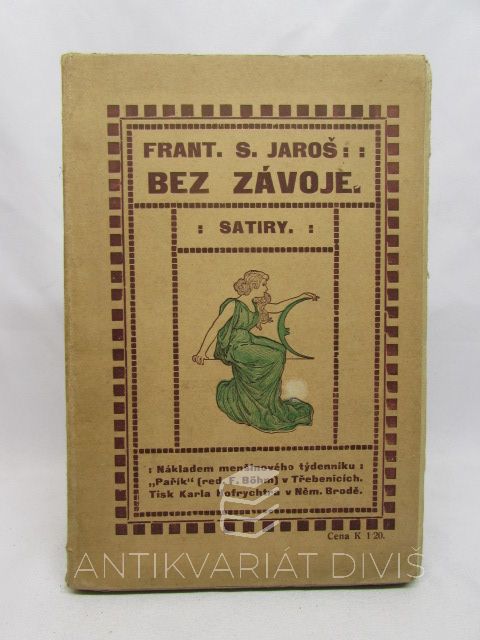 FRANT. S. JAROŠ : :
BEZ ZÁVOJE.
: SATIRY. :
: Nákladem menšinového týdenníku :
„Pařík“ (red. F. Böhm) v Třebenicích.
Tisk Karla Hofrychtra v Něm. Brodě.
Cena K 1·20.
ANTIKVARIÁT DIVIŠ